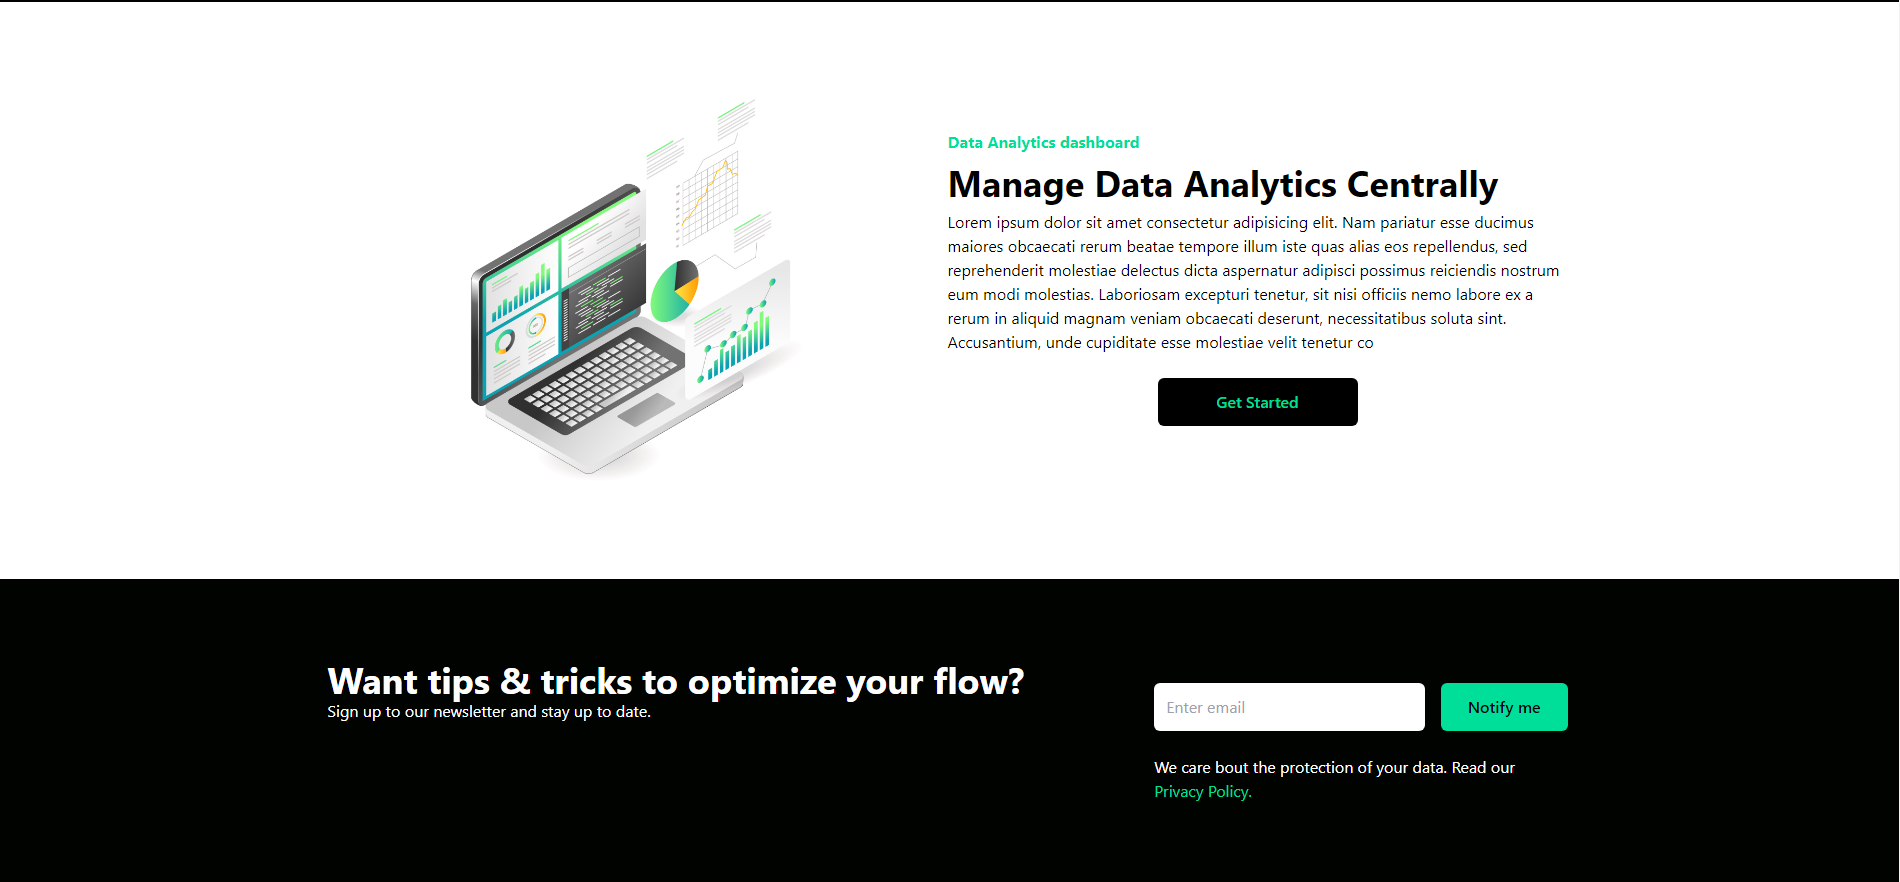 Data Analytics dashboard
Manage Data Analytics Centrally
Lorem ipsum dolor sit amet consectetur adipisicing elit. Nam pariatur esse ducimus
maiores obcaecati rerum beatae tempore illum iste quas alias eos repellendus, sed
reprehenderit molestiae delectus dicta aspernatur adipisci possimus reiciendis nostrum
eum modi molestias. Laboriosam excepturi tenetur, sit nisi officiis nemo labore ex a
rerum in aliquid magnam veniam obcaecati deserunt, necessitatibus soluta sint.
Accusantium, unde cupiditate esse molestiae velit tenetur co
Get Started
Want tips & tricks to optimize your flow?
Sign up to our newsletter and stay up to date.
Enter email
Notify me
We care bout the protection of your data. Read our
Privacy Policy.